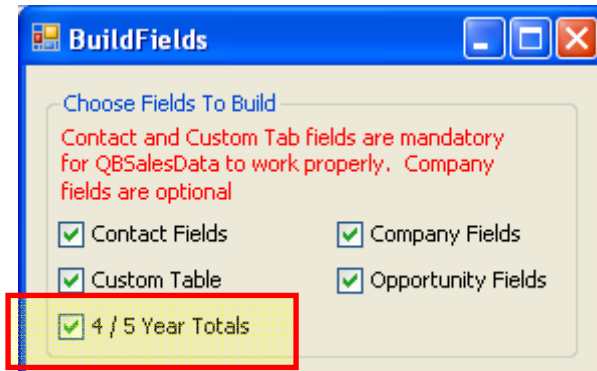 BuildFields
Choose Fields To Build
Contact and Custom Tab fields are mandatory
for QBSalesData to work properly. Company
fields are optional
Contact Fields
Company Fields
Custom Table
Opportunity Fields
4 / 5 Year Totals